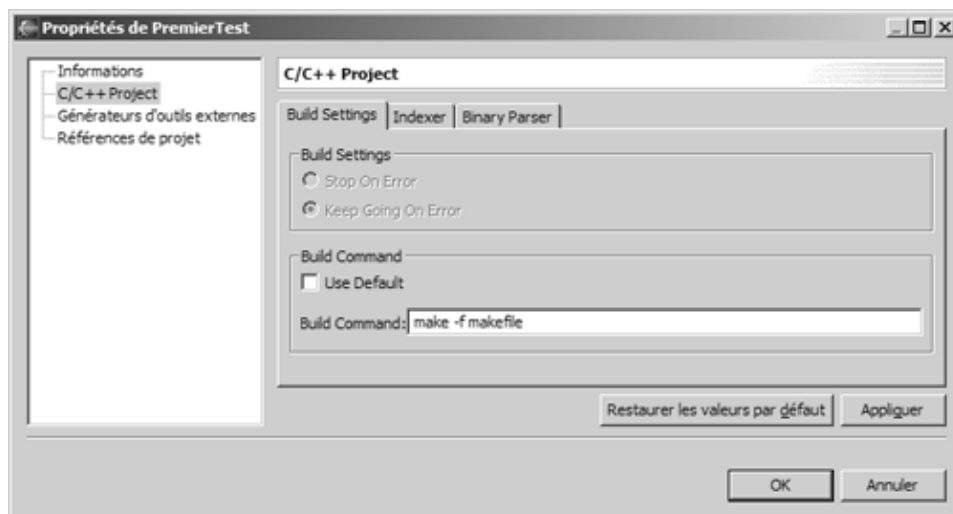 Propriétés de PremierTest
Informations
C/C++ Project
Générateurs d'outils externes
Références de projet
C/C++ Project
Build Settings Indexer Binary Parser
Build Settings
Stop On Error
Keep Going On Error
Build Command
Use Default
Build Command: make -f makefile
Restaurer les valeurs par défaut Appliquer
OK Annuler